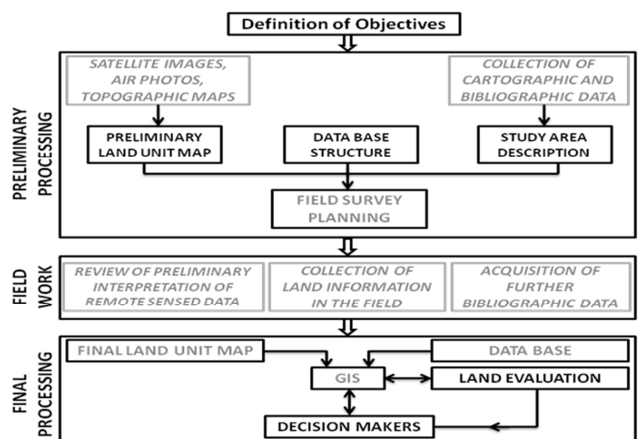 Definition of Objectives
PRELIMINARY
PROCESSING
SATELLITE IMAGES,
AIR PHOTOS,
TOPOGRAPHIC MAPS
COLLECTION OF
CARTOGRAPHIC AND
BIBLIOGRAPHIC DATA
PRELIMINARY
LAND UNIT MAP
DATA BASE
STRUCTURE
STUDY AREA
DESCRIPTION
FIELD SURVEY
PLANNING
FIELD
WORK
REVIEW OF PRELIMINARY
INTERPRETATION OF
REMOTE SENSED DATA
COLLECTION OF
LAND INFORMATION
IN THE FIELD
ACQUISITION OF
FURTHER
BIBLIOGRAPHIC DATA
FINAL
PROCESSING
FINAL LAND UNIT MAP
DATA BASE
GIS
LAND EVALUATION
DECISION MAKERS